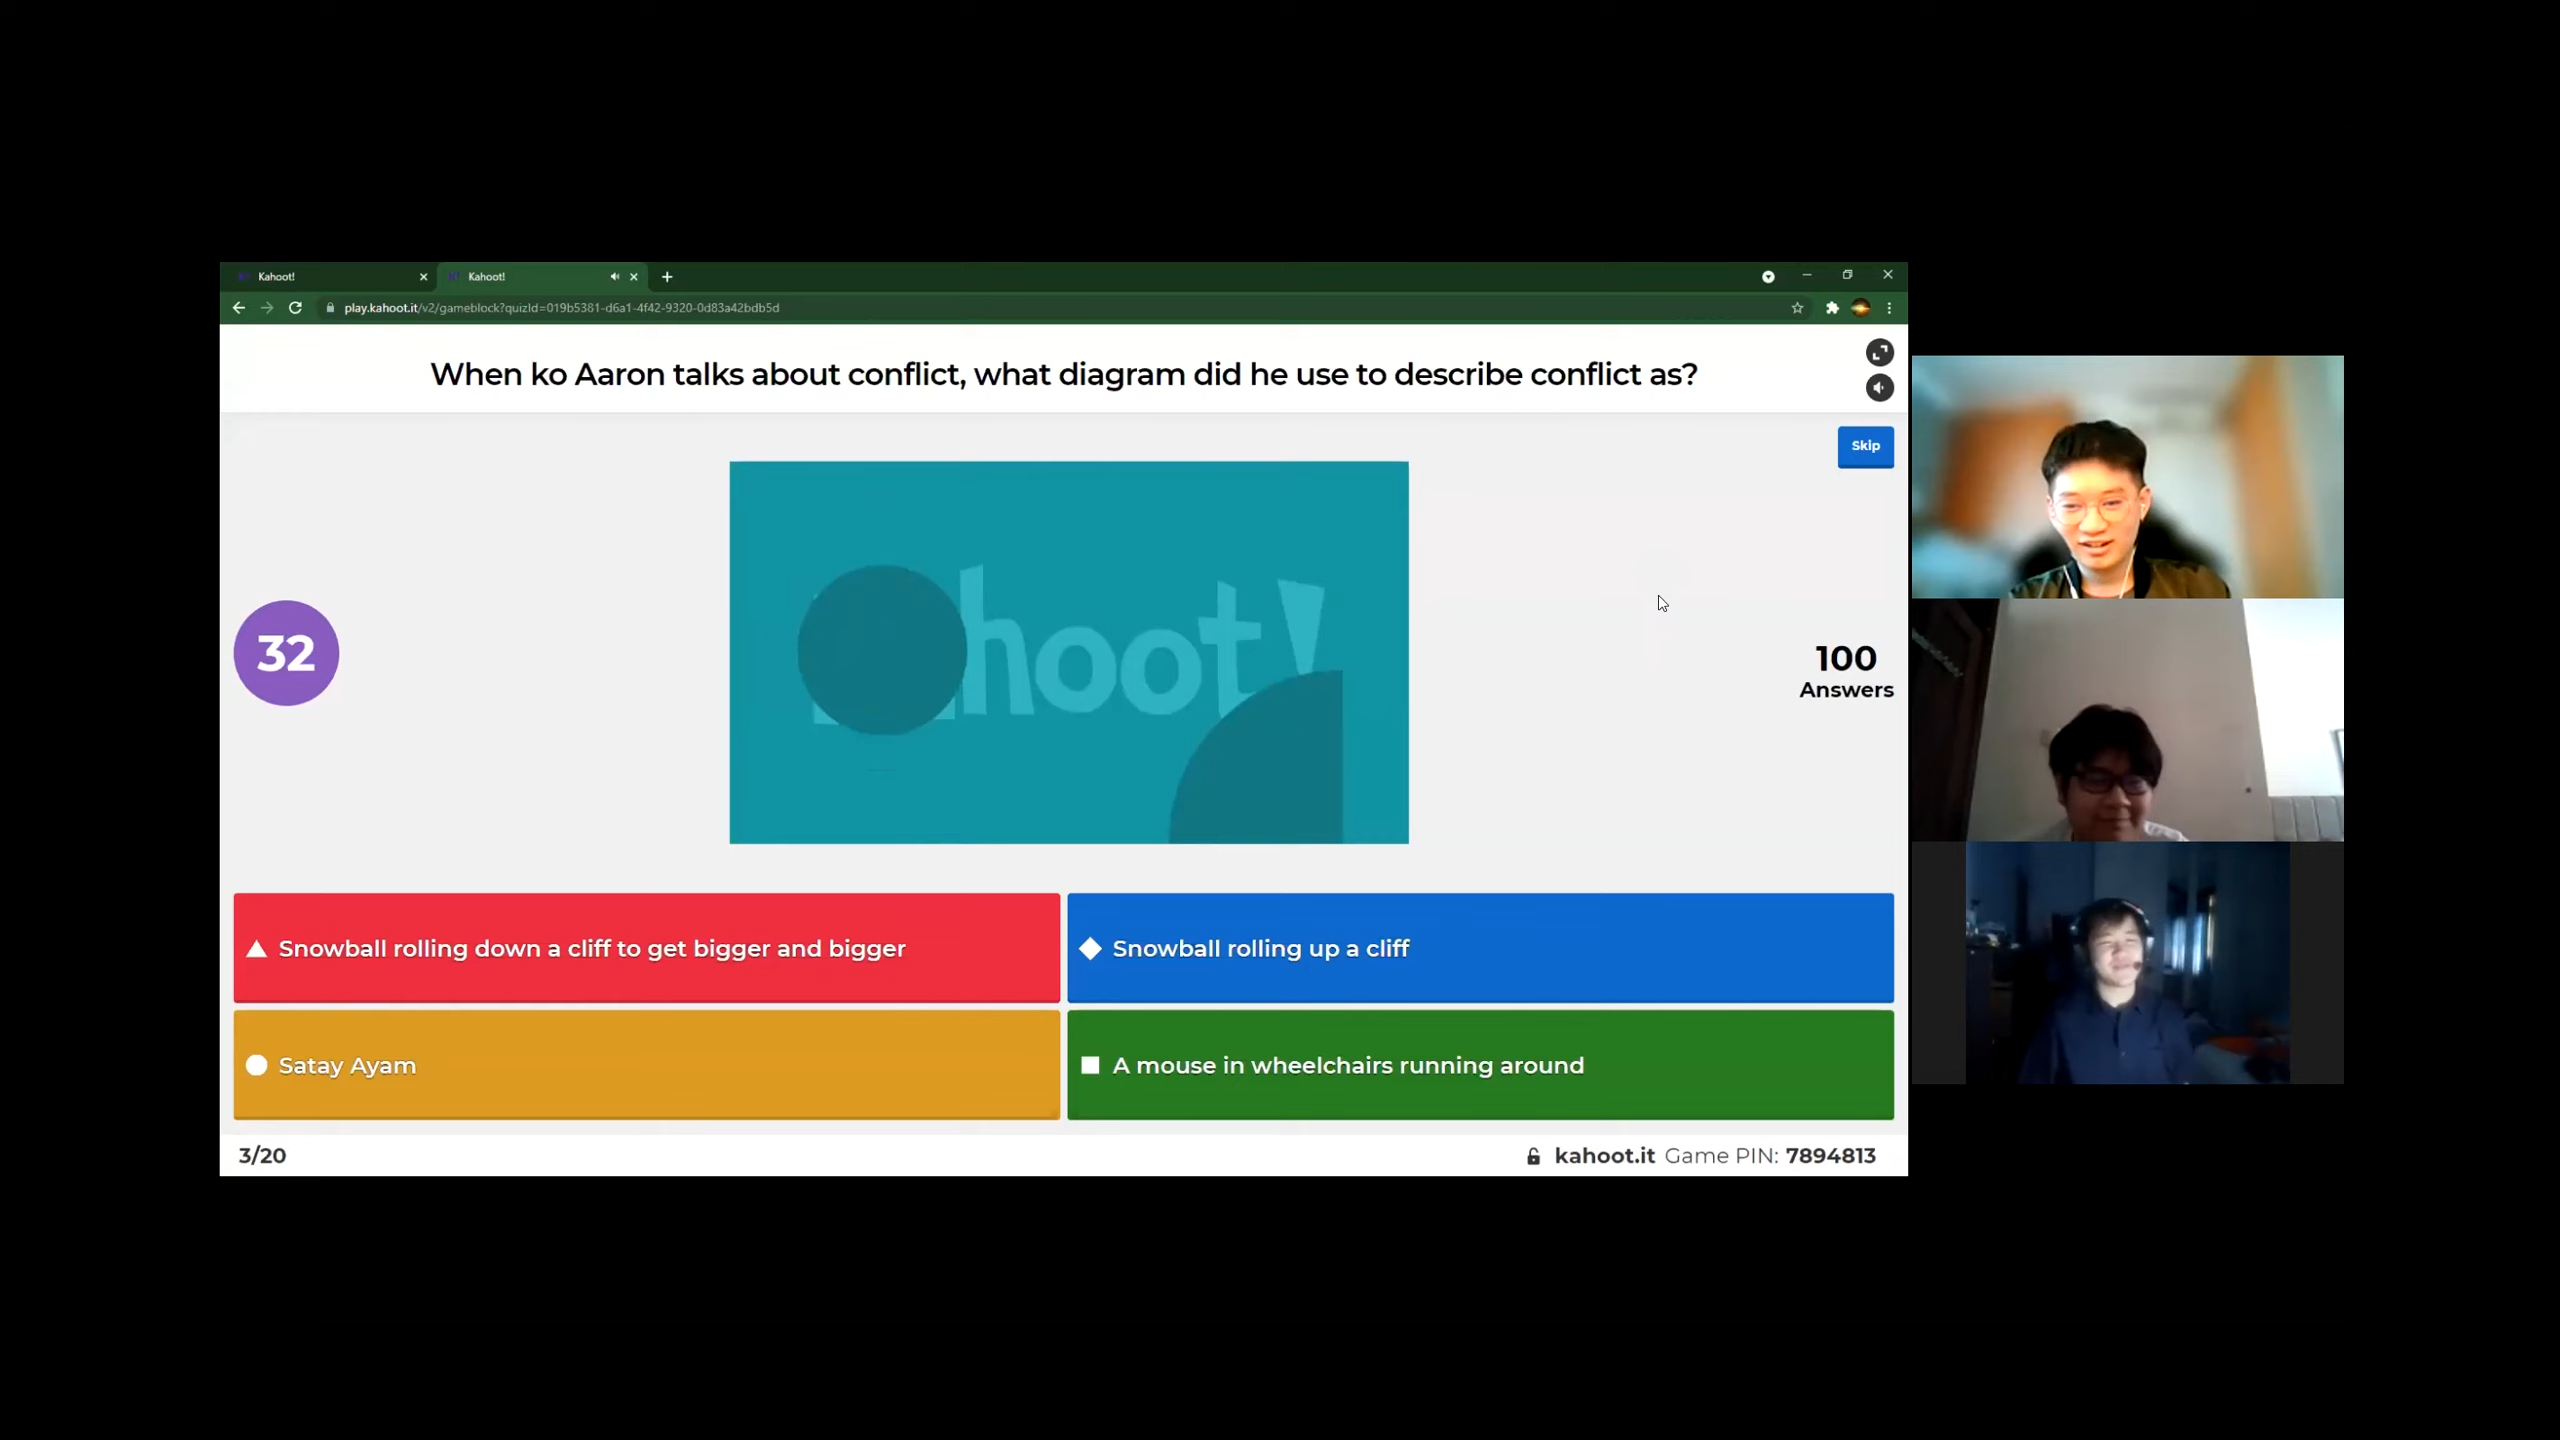 Kahoot!
Kahoot!
play.kahoot.it/v2/gameblock?quizId=019b5381-d6a1-4f42-9320-0d83a42bdb5d
When ko Aaron talks about conflict, what diagram did he use to describe conflict as?
Skip
hoot!
32
100
Answers
Snowball rolling down a cliff to get bigger and bigger
Snowball rolling up a cliff
Satay Ayam
A mouse in wheelchairs running around
3/20
kahoot.it Game PIN: 7894813